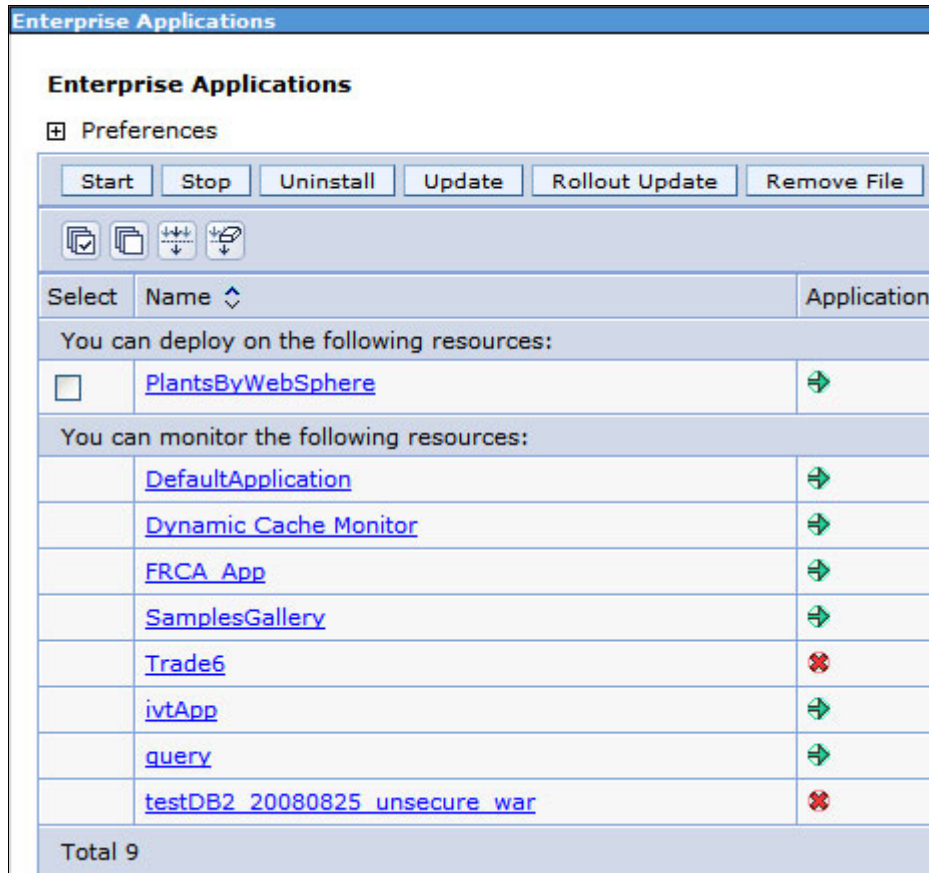 Enterprise Applications
Enterprise Applications
Preferences
Start Stop Uninstall Update Rollout Update Remove File
Select Name Application
You can deploy on the following resources:
PlantsByWebSphere
You can monitor the following resources:
DefaultApplication
Dynamic Cache Monitor
FRCA_App
SamplesGallery
Trade6
ivtApp
query
testDB2_20080825_unsecure_war
Total 9